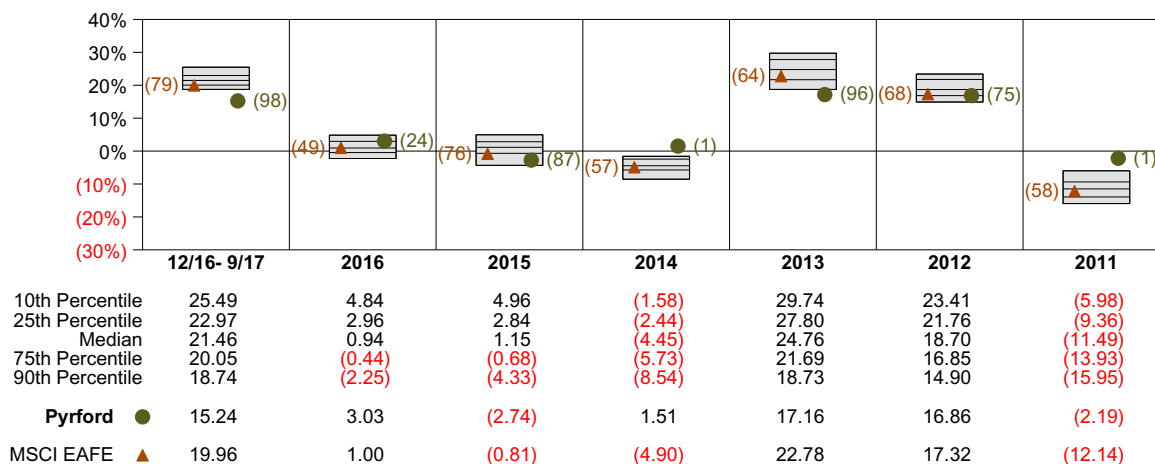 40%
30%
20%
10%
0%
(10%)
(20%)
(30%)
(79) (98) (49) (24) (76) (87) (57) (1) (64) (96) (68) (75) (58) (1)
12/16- 9/17 2016 2015 2014 2013 2012 2011
10th Percentile 25.49 4.84 4.96 (1.58) 29.74 23.41 (5.98)
25th Percentile 22.97 2.96 2.84 (2.44) 27.80 21.76 (9.36)
Median 21.46 0.94 1.15 (4.45) 24.76 18.70 (11.49)
75th Percentile 20.05 (0.44) (0.68) (5.73) 21.69 16.85 (13.93)
90th Percentile 18.74 (2.25) (4.33) (8.54) 18.73 14.90 (15.95)
Pyrford 15.24 3.03 (2.74) 1.51 17.16 16.86 (2.19)
MSCI EAFE 19.96 1.00 (0.81) (4.90) 22.78 17.32 (12.14)